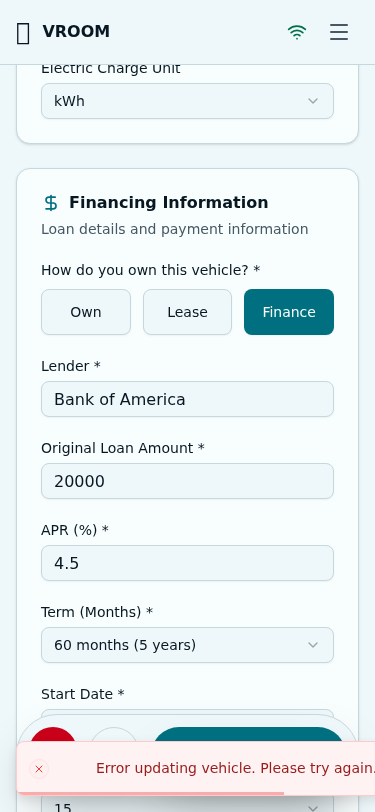 VROOM
Electric Charge Unit
kWh
Financing Information
Loan details and payment information
How do you own this vehicle? *
Own
Lease
Finance
Lender *
Bank of America
Original Loan Amount *
20000
APR (%) *
4.5
Term (Months) *
60 months (5 years)
Start Date *
Error updating vehicle. Please try again.
15